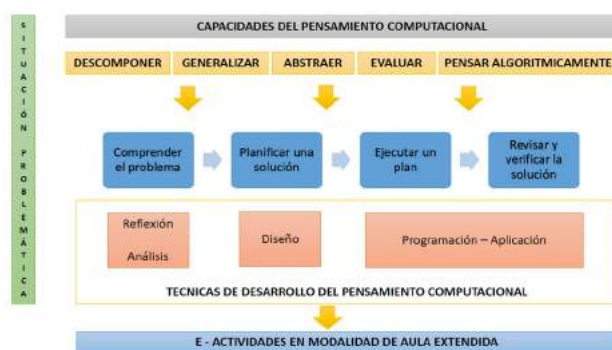 SITUACIÓN PROBLEMÁTICA
CAPACIDADES DEL PENSAMIENTO COMPUTACIONAL
DESCOMPONER GENERALIZAR ABSTRAER EVALUAR PENSAR ALGORITMICAMENTE
Comprender
el problema
Planificar una
solución
Ejecutar un
plan
Revisar y
verificar la
solución
Reflexión
Análisis
Diseño
Programación – Aplicación
TECNICAS DE DESARROLLO DEL PENSAMIENTO COMPUTACIONAL
E - ACTIVIDADES EN MODALIDAD DE AULA EXTENDIDA